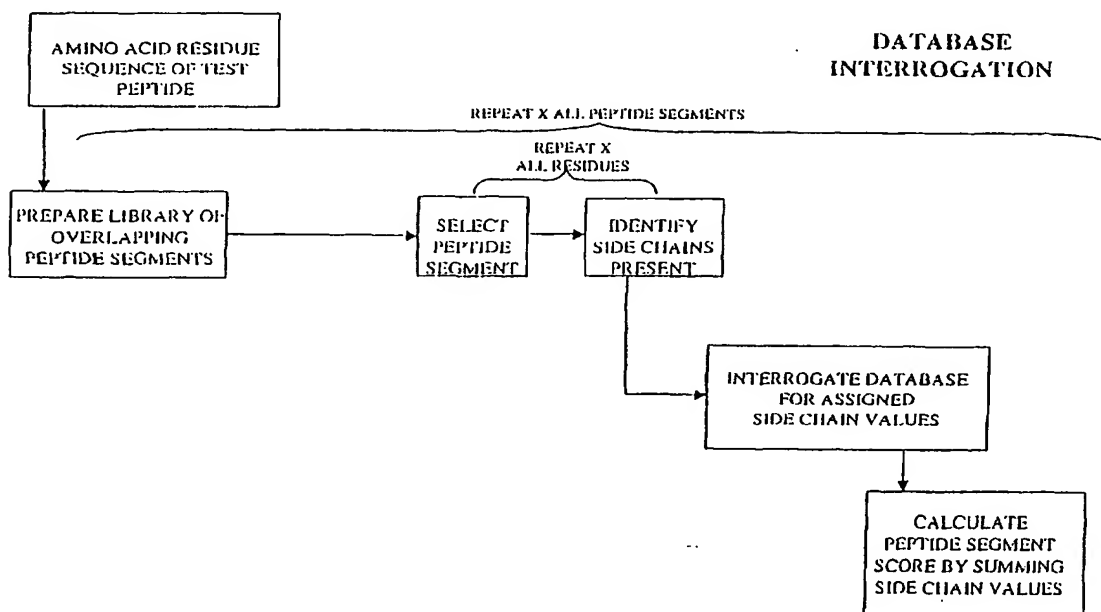 AMINO ACID RESIDUE
SEQUENCE OF TEST
PEPTIDE
DATABASE
INTERROGATION
REPEAT X ALL PEPTIDE SEGMENTS
REPEAT X
ALL RESIDUES
PREPARE LIBRARY OF
OVERLAPPING
PEPTIDE SEGMENTS
SELECT
PEPTIDE
SEGMENT
IDENTIFY
SIDE CHAINS
PRESENT
INTERROGATE DATABASE
FOR ASSIGNED
SIDE CHAIN VALUES
CALCULATE
PEPTIDE SEGMENT
SCORE BY SUMMING
SIDE CHAIN VALUES